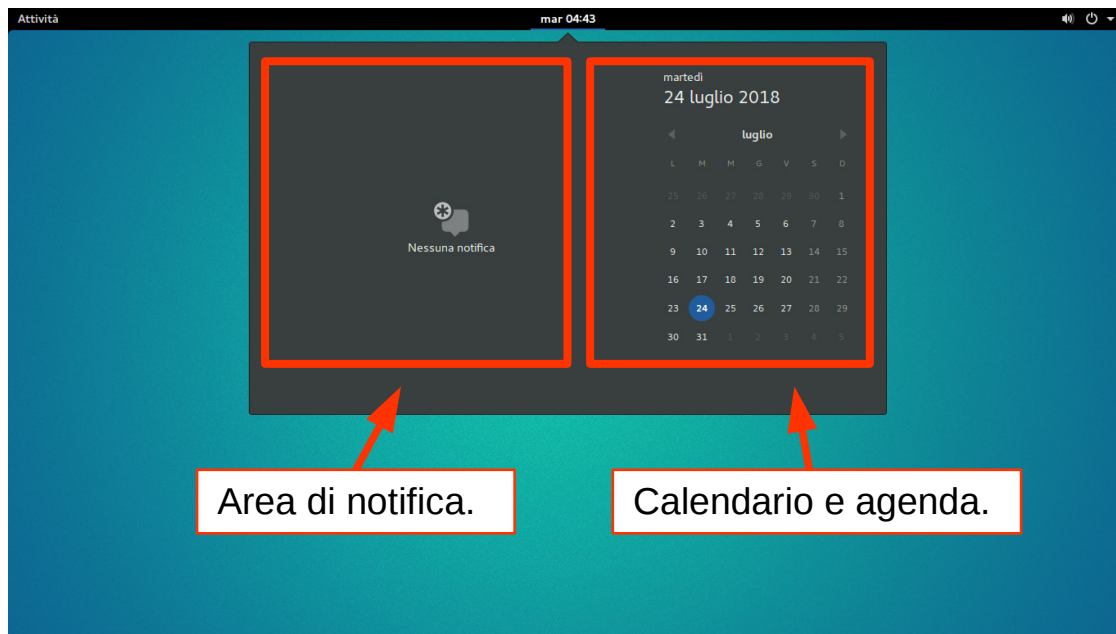 Attività
mar 04:43
martedì
24 luglio 2018
luglio
L M M G V S D
25 26 27 28 29 30 1
2 3 4 5 6 7 8
9 10 11 12 13 14 15
16 17 18 19 20 21 22
23 24 25 26 27 28 29
30 31 1 2 3 4 5
Nessuna notifica
Area di notifica.
Calendario e agenda.